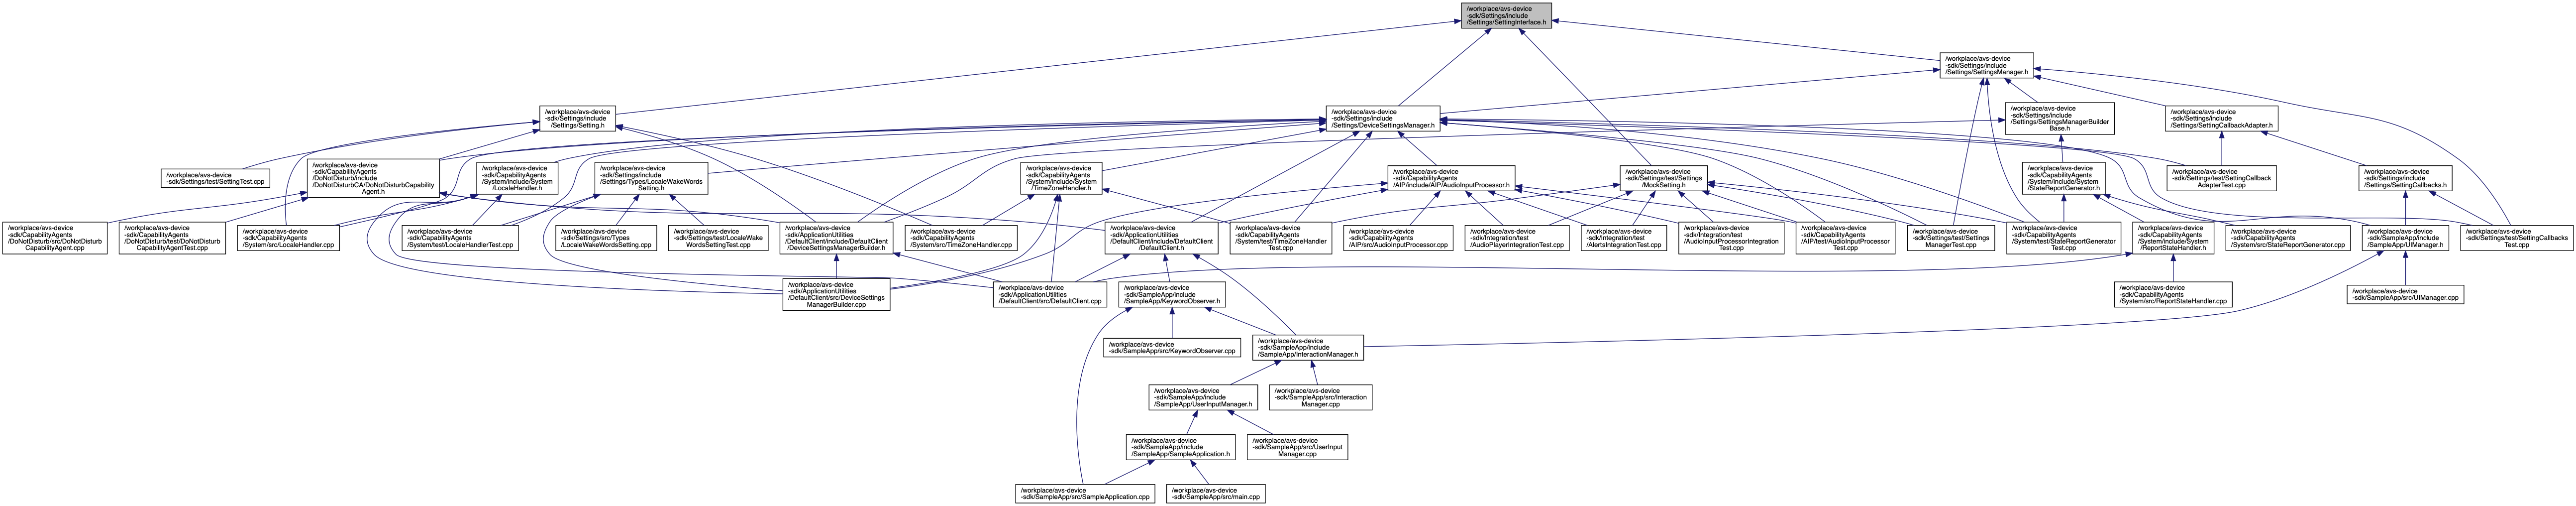 /workplace/avs-device
-sdk/Settings/include
/Settings/SettingInterface.h
/workplace/avs-device
-sdk/Settings/include
/Settings/SettingsManager.h
/workplace/avs-device
-sdk/Settings/include
/Settings/Setting.h
/workplace/avs-device
-sdk/Settings/include
/Settings/DeviceSettingsManager.h
/workplace/avs-device
-sdk/Settings/include
/Settings/SettingsManagerBuilder
Base.h
/workplace/avs-device
-sdk/Settings/include
/Settings/SettingCallbackAdapter.h
/workplace/avs-device
-sdk/Settings/test/SettingTest.cpp
/workplace/avs-device
-sdk/CapabilityAgents
/DoNotDisturb/include
/DoNotDisturbCA/DoNotDisturbCapability
Agent.h
/workplace/avs-device
-sdk/CapabilityAgents
/System/include/System
/LocaleHandler.h
/workplace/avs-device
-sdk/Settings/include
/Settings/Types/LocaleWakeWords
Setting.h
/workplace/avs-device
-sdk/CapabilityAgents
/System/include/System
/TimeZoneHandler.h
/workplace/avs-device
-sdk/CapabilityAgents
/AIP/include/AIP/AudioInputProcessor.h
/workplace/avs-device
-sdk/Settings/test/Settings
/MockSetting.h
/workplace/avs-device
-sdk/CapabilityAgents
/System/include/System
/StateReportGenerator.h
/workplace/avs-device
-sdk/Settings/test/SettingCallback
AdapterTest.cpp
/workplace/avs-device
-sdk/Settings/include
/Settings/SettingCallbacks.h
/workplace/avs-device
-sdk/CapabilityAgents
/DoNotDisturb/src/DoNotDisturb
CapabilityAgent.cpp
/workplace/avs-device
-sdk/CapabilityAgents
/DoNotDisturb/test/DoNotDisturb
CapabilityAgentTest.cpp
/workplace/avs-device
-sdk/CapabilityAgents
/System/src/LocaleHandler.cpp
/workplace/avs-device
-sdk/CapabilityAgents
/System/test/LocaleHandlerTest.cpp
/workplace/avs-device
-sdk/Settings/src/Types
/LocaleWakeWordsSetting.cpp
/workplace/avs-device
-sdk/Settings/test/LocaleWake
WordsSettingTest.cpp
/workplace/avs-device
-sdk/ApplicationUtilities
/DefaultClient/include/DefaultClient
/DeviceSettingsManagerBuilder.h
/workplace/avs-device
-sdk/CapabilityAgents
/System/src/TimeZoneHandler.cpp
/workplace/avs-device
-sdk/ApplicationUtilities
/DefaultClient/include/DefaultClient
/DefaultClient.h
/workplace/avs-device
-sdk/CapabilityAgents
/System/test/TimeZoneHandler
Test.cpp
/workplace/avs-device
-sdk/CapabilityAgents
/AIP/src/AudioInputProcessor.cpp
/workplace/avs-device
-sdk/Integration/test
/AudioPlayerIntegrationTest.cpp
/workplace/avs-device
-sdk/Integration/test
/AlertsIntegrationTest.cpp
/workplace/avs-device
-sdk/Integration/test
/AudioInputProcessorIntegration
Test.cpp
/workplace/avs-device
-sdk/CapabilityAgents
/AIP/test/AudioInputProcessor
Test.cpp
/workplace/avs-device
-sdk/Settings/test/Settings
ManagerTest.cpp
/workplace/avs-device
-sdk/CapabilityAgents
/System/test/StateReportGenerator
Test.cpp
/workplace/avs-device
-sdk/CapabilityAgents
/System/include/System
/ReportStateHandler.h
/workplace/avs-device
-sdk/CapabilityAgents
/System/src/StateReportGenerator.cpp
/workplace/avs-device
-sdk/SampleApp/include
/SampleApp/UIManager.h
/workplace/avs-device
-sdk/Settings/test/SettingCallbacks
Test.cpp
/workplace/avs-device
-sdk/ApplicationUtilities
/DefaultClient/src/DeviceSettings
ManagerBuilder.cpp
/workplace/avs-device
-sdk/ApplicationUtilities
/DefaultClient/src/DefaultClient.cpp
/workplace/avs-device
-sdk/SampleApp/include
/SampleApp/KeywordObserver.h
/workplace/avs-device
-sdk/CapabilityAgents
/System/src/ReportStateHandler.cpp
/workplace/avs-device
-sdk/SampleApp/src/UIManager.cpp
/workplace/avs-device
-sdk/SampleApp/src/KeywordObserver.cpp
/workplace/avs-device
-sdk/SampleApp/include
/SampleApp/InteractionManager.h
/workplace/avs-device
-sdk/SampleApp/include
/SampleApp/UserInputManager.h
/workplace/avs-device
-sdk/SampleApp/src/Interaction
Manager.cpp
/workplace/avs-device
-sdk/SampleApp/include
/SampleApp/SampleApplication.h
/workplace/avs-device
-sdk/SampleApp/src/UserInput
Manager.cpp
/workplace/avs-device
-sdk/SampleApp/src/SampleApplication.cpp
/workplace/avs-device
-sdk/SampleApp/src/main.cpp